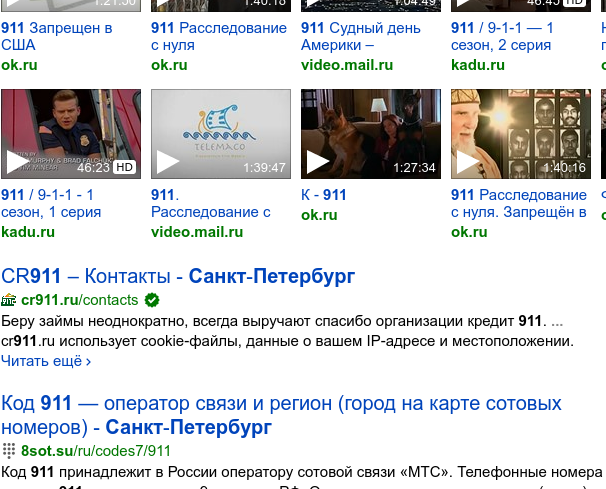 1:40:18
1:04:49
46:45 HD
911 Запрещен в
США
ok.ru
911 Расследование
с нуля
ok.ru
911 Судный день
Америки –
video.mail.ru
911 / 9-1-1 — 1
сезон, 2 серия
kadu.ru
MURPHY & BRAD FALCHUK
46:23 HD
TELEMACO
1:39:47
1:27:34
1:40:16
911 / 9-1-1 - 1
сезон, 1 серия
kadu.ru
911.
Расследование с
video.mail.ru
К - 911
ok.ru
911 Расследование
с нуля. Запрещён в
ok.ru
CR911 – Контакты - Санкт-Петербург
cr911.ru/contacts
Беру займы неоднократно, всегда выручают спасибо организации кредит 911. ...
cr911.ru использует cookie-файлы, данные о вашем IP-адресе и местоположении.
Читать ещё ›
Код 911 — оператор связи и регион (город на карте сотовых
номеров) - Санкт-Петербург
8sot.su/ru/codes7/911
Код 911 принадлежит в России оператору сотовой связи «МТС». Телефонные номера